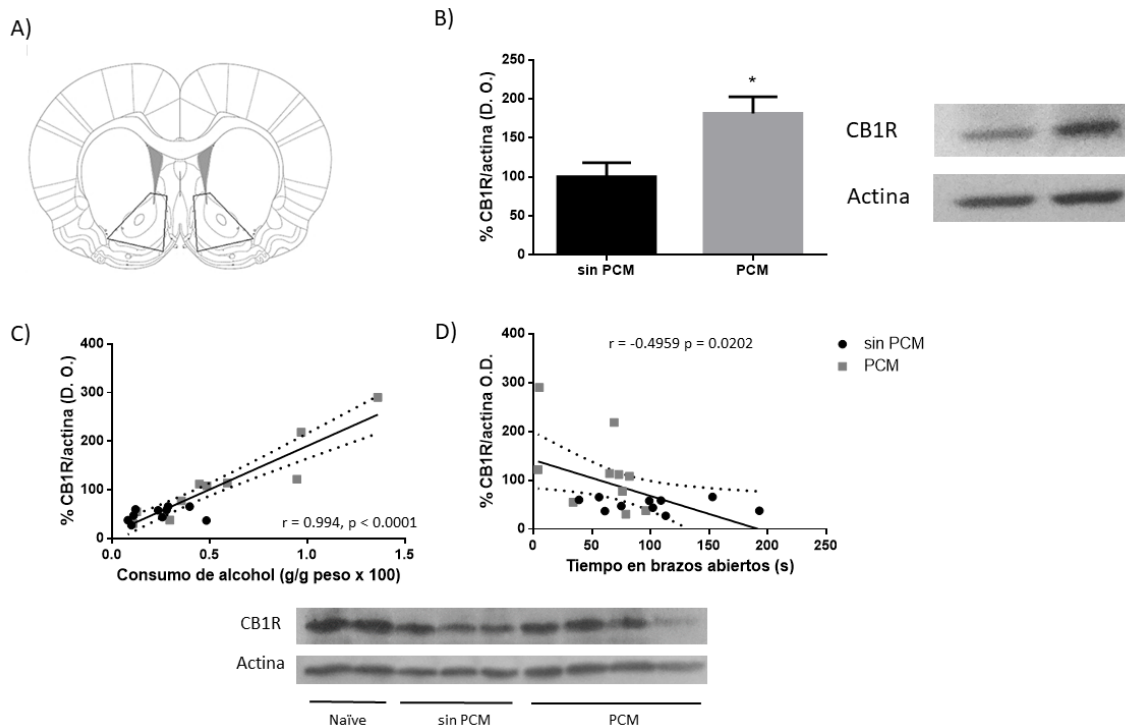 A)
B)
% CB1R/actina (D. O.)
250
200
150
100
50
0
*
sin PCM
PCM
CB1R
Actina
C)
% CB1R/actina (D. O.)
400
300
200
100
0
0.0
0.5
1.0
1.5
r = 0.994, p < 0.0001
Consumo de alcohol (g/g peso x 100)
D)
% CB1R/actina O.D.
400
300
200
100
0
0
50
100
150
200
250
r = -0.4959 p = 0.0202
Tiempo en brazos abiertos (s)
sin PCM
PCM
CB1R
Actina
Naïve
sin PCM
PCM